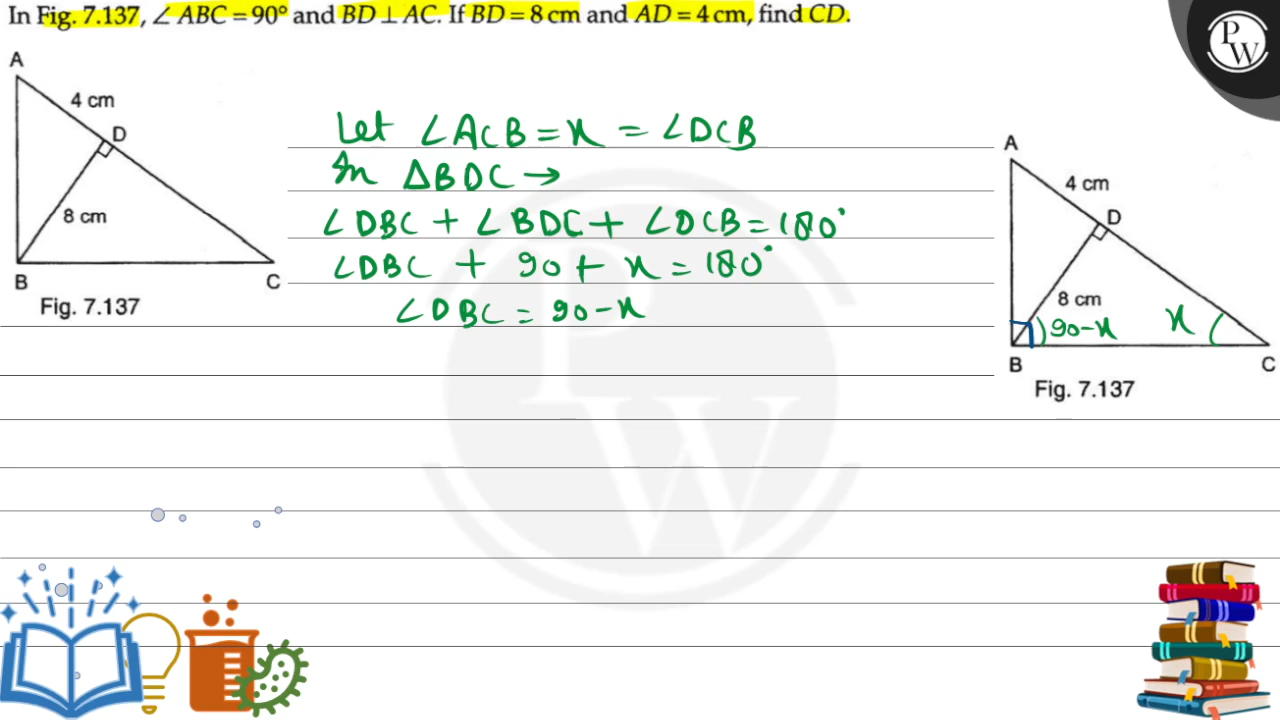 In Fig. 7.137, ∠ ABC = 90° and BD ⊥ AC. If BD = 8 cm and AD = 4 cm, find CD.
P
W
A
4 cm
D
8 cm
B
C
Fig. 7.137
Let ∠ACB = x = ∠DCB
In ΔBDC →
∠DBC + ∠BDC + ∠DCB = 180°
∠DBC + 90 + x = 180°
∠DBC = 90 - x
A
4 cm
D
8 cm
90-x
x
B
C
Fig. 7.137
P
W